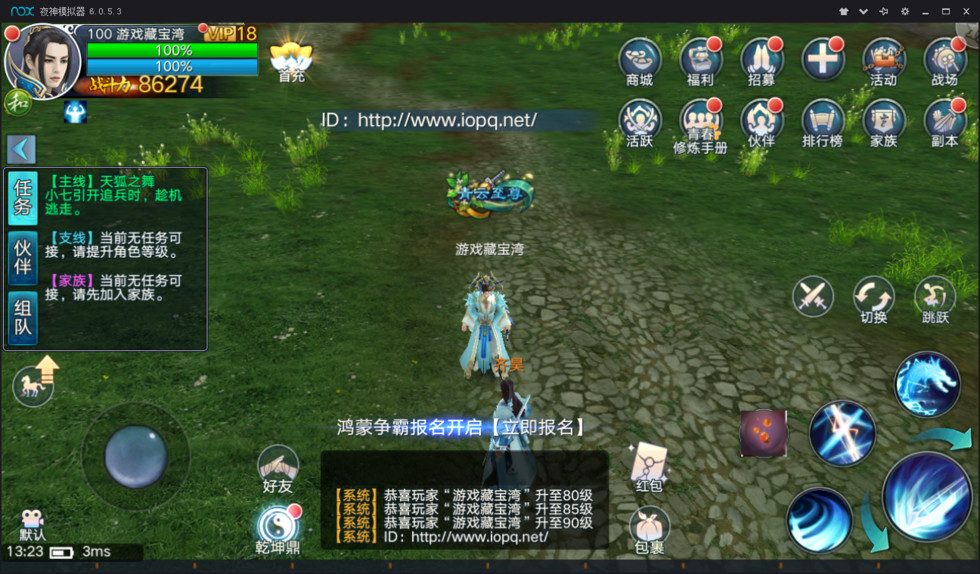 nox 夜神模拟器 6.0.5.3
100 游戏藏宝湾 VIP18
100%
100%
战斗力 86274
和12
首充
商城 福利 招募 活动 战场
活跃 青春修炼手册 伙伴 排行榜 家族 副本
ID：http://www.iopq.net/
青云至尊
游戏藏宝湾
任务
伙伴
组队
【主线】天狐之舞
小七引开追兵时，趁机
逃走。
【支线】当前无任务可
接，请提升角色等级。
【家族】当前无任务可
接，请先加入家族。
切换 跳跃
齐昊
鸿蒙争霸报名开启【立即报名】
好友
乾坤鼎
【系统】恭喜玩家“游戏藏宝湾”升至80级
【系统】恭喜玩家“游戏藏宝湾”升至85级
【系统】恭喜玩家“游戏藏宝湾”升至90级
【系统】ID：http://www.iopq.net/
红包
包裹
默认
13:23 3ms